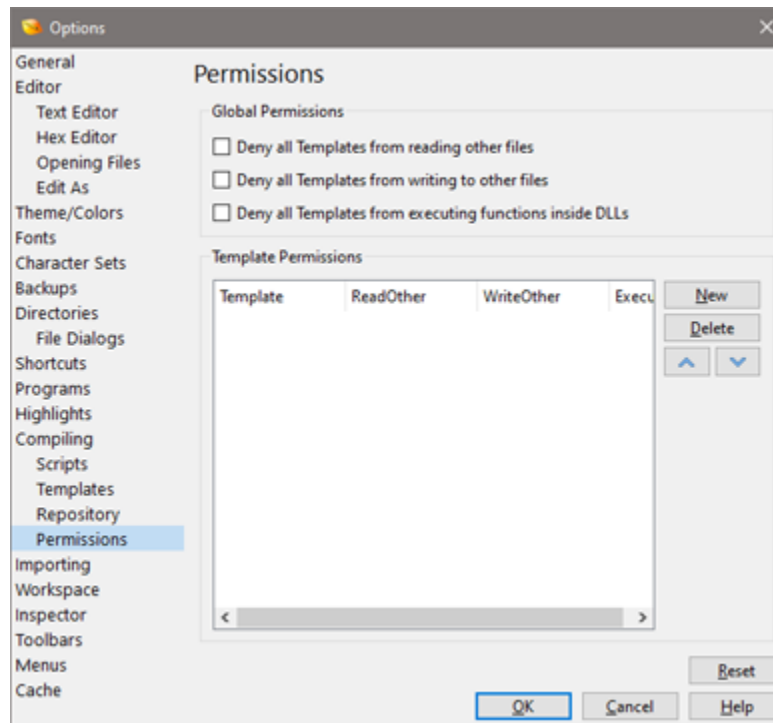 Options
General
Editor
Text Editor
Hex Editor
Opening Files
Edit As
Theme/Colors
Fonts
Character Sets
Backups
Directories
File Dialogs
Shortcuts
Programs
Highlights
Compiling
Scripts
Templates
Repository
Permissions
Importing
Workspace
Inspector
Toolbars
Menus
Cache
Permissions
Global Permissions
Deny all Templates from reading other files
Deny all Templates from writing to other files
Deny all Templates from executing functions inside DLLs
Template Permissions
Template ReadOther WriteOther Execu
New
Delete
Reset
OK Cancel Help